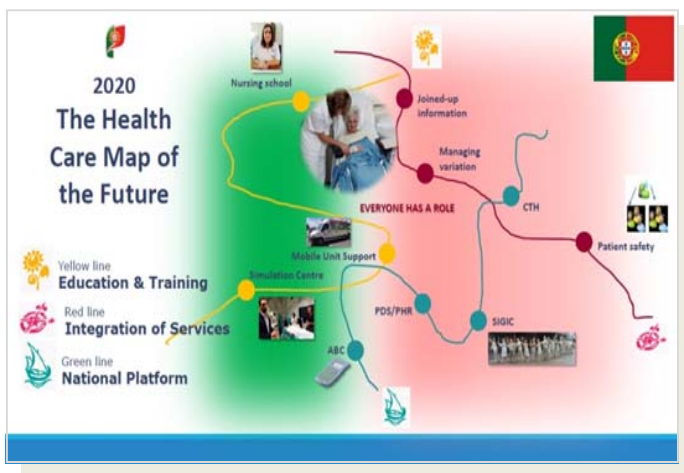 2020
The Health
Care Map of
the Future
Yellow line
Education & Training
Red line
Integration of Services
Green line
National Platform
Nursing school
Joined-up
information
Managing
variation
EVERYONE HAS A ROLE
CTH
Patient safety
Mobile Unit Support
Simulation Centre
PDS/PHR
SIGIC
ABC